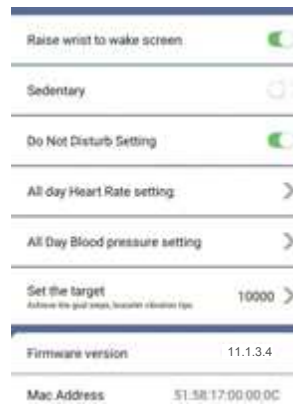 Raise wrist to wake screen
Sedentary
Do Not Disturb Setting
All day Heart Rate setting
All Day Blood pressure setting
Set the target
10000
Achieve the goal steps, bracelet vibration tips
Firmware version 11.1.3.4
Mac Address 51:58:17:00:00:0C